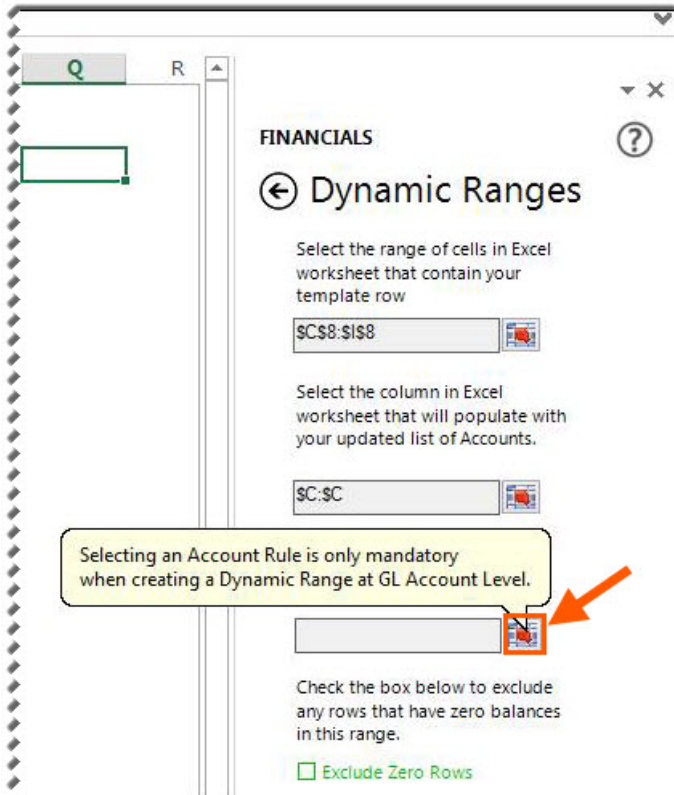 Q R
FINANCIALS
?
Dynamic Ranges
Select the range of cells in Excel
worksheet that contain your
template row
$C$8:$I$8
Select the column in Excel
worksheet that will populate with
your updated list of Accounts.
$C:$C
Selecting an Account Rule is only mandatory
when creating a Dynamic Range at GL Account Level.
Check the box below to exclude
any rows that have zero balances
in this range.
Exclude Zero Rows